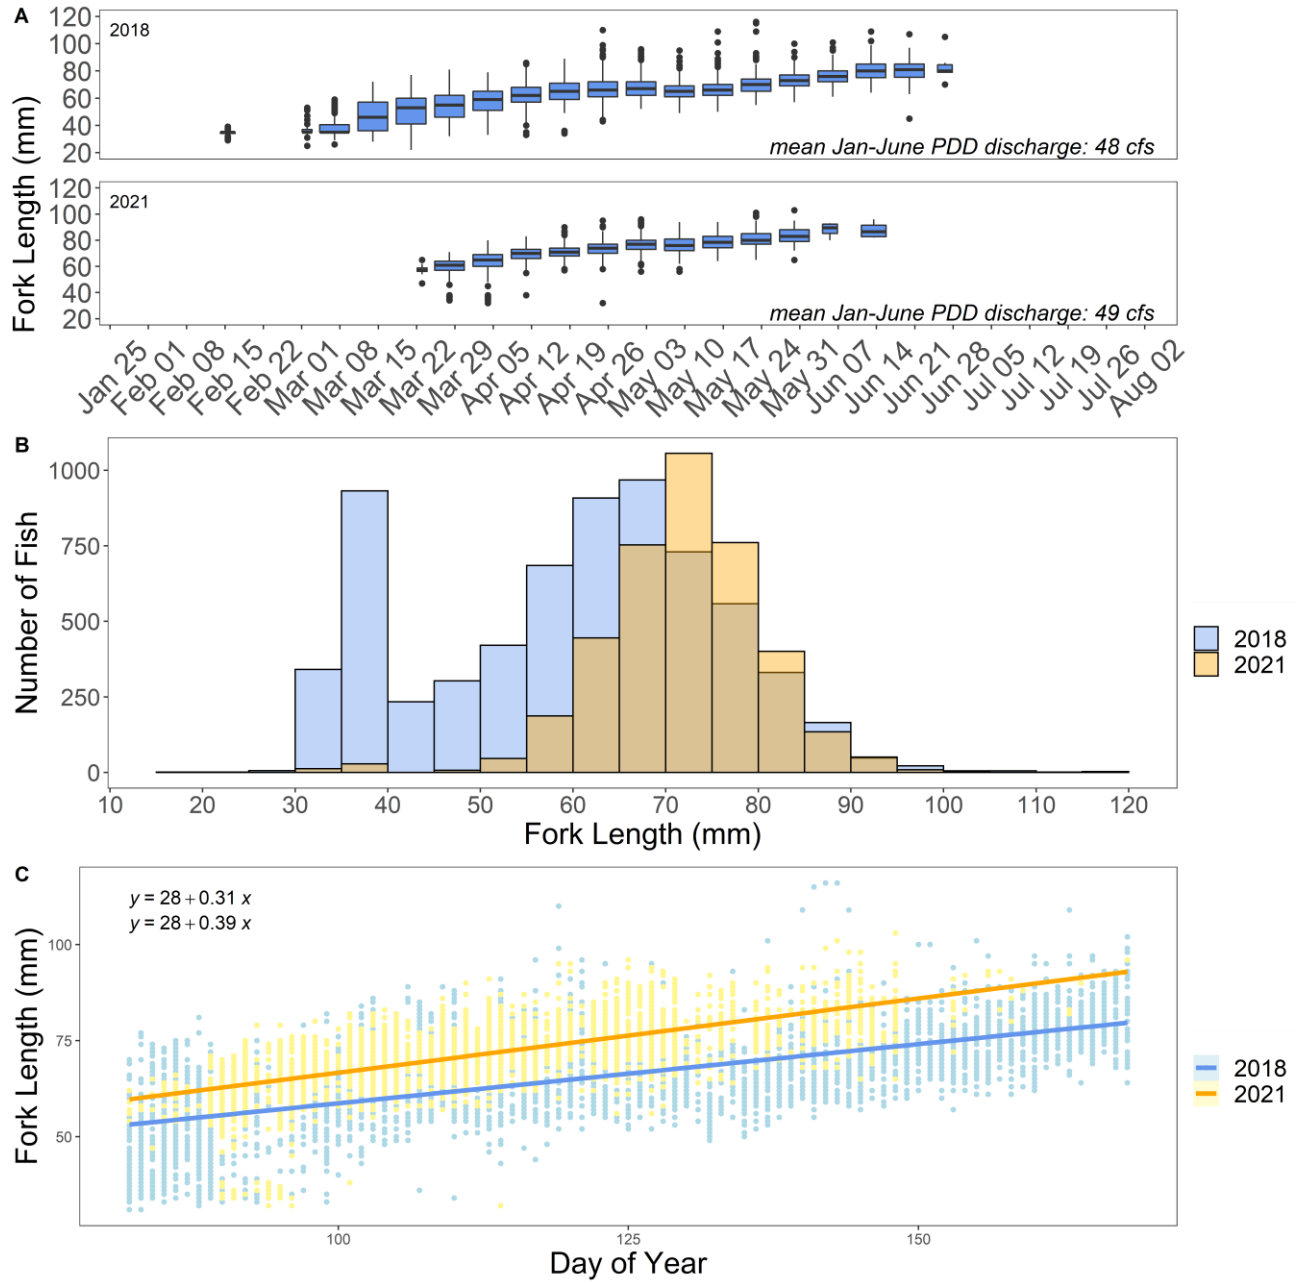 A
2018
120
100
80
60
40
20
mean Jan-June PDD discharge: 48 cfs
Fork Length (mm)
2021
120
100
80
60
40
20
mean Jan-June PDD discharge: 49 cfs
Jan 25
Feb 01
Feb 08
Feb 15
Feb 22
Mar 01
Mar 08
Mar 15
Mar 22
Mar 29
Apr 05
Apr 12
Apr 19
Apr 26
May 03
May 10
May 17
May 24
May 31
Jun 07
Jun 14
Jun 14
Jun 21
Jun 28
Jun 28
Jul 05
Jul 12
Jul 19
Jul 26
Aug 02
B
Number of Fish
1000
750
500
250
0
10 20 30 40 50 60 70 80 90 100 110 120
Fork Length (mm)
2018
2021
C
y = 28 + 0.31 x
y = 28 + 0.39 x
Fork Length (mm)
100
75
50
100 125 150
Day of Year
2018
2021